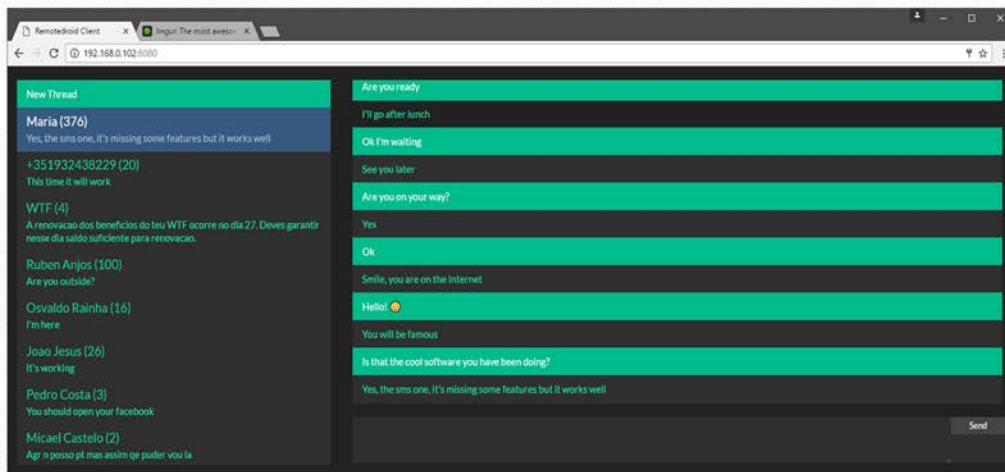 Remotedroid Client
Imgur: The most awesor
192.168.0.102:8080
New Thread
Maria (376)
Yes, the sms one, it's missing some features but it works well
+351932438229 (20)
This time it will work
WTF (4)
A renovacao dos beneficios do teu WTF ocorre no dia 27. Deves garantir
nesse dia saldo suficiente para renovacao.
Ruben Anjos (100)
Are you outside?
Osvaldo Rainha (16)
I'm here
Joao Jesus (26)
It's working
Pedro Costa (3)
You should open your facebook
Micael Castelo (2)
Agr n posso pt mas assim qe puder vou la
Are you ready
I'll go after lunch
Ok I'm waiting
See you later
Are you on your way?
Yes
Ok
Smile, you are on the Internet
Hello! 😊
You will be famous
Is that the cool software you have been doing?
Yes, the sms one, it's missing some features but it works well
Send